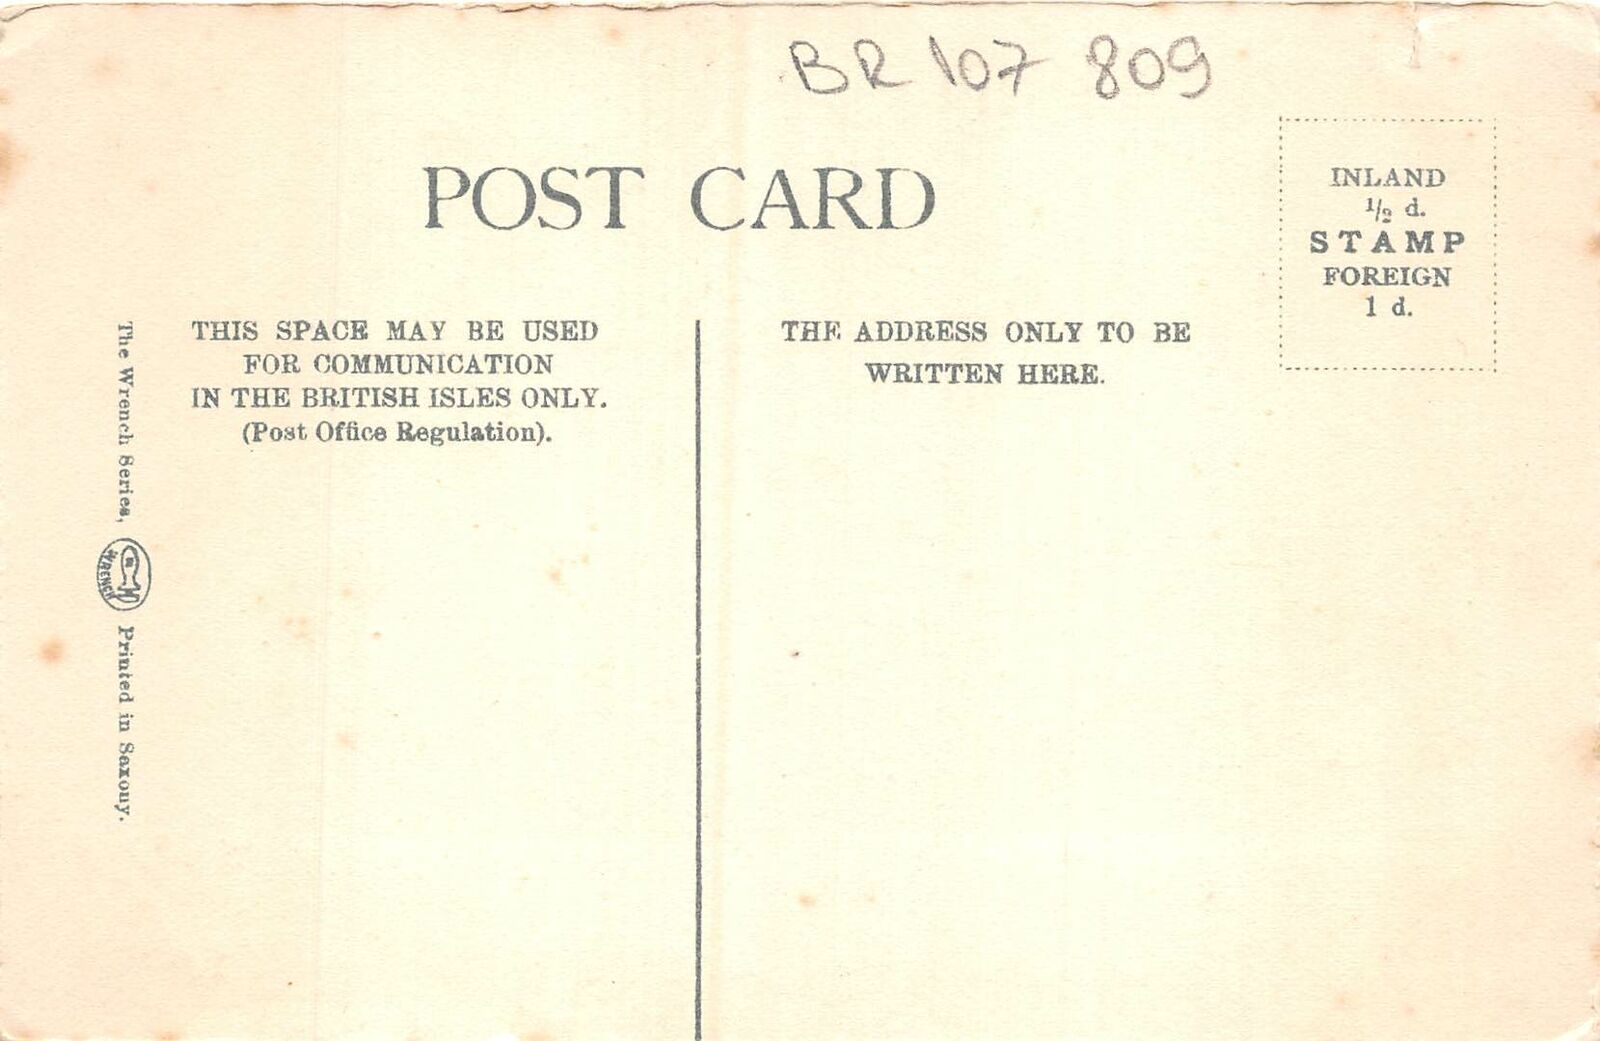 BR 107 809
POST CARD
INLAND
1/2 d.
STAMP
FOREIGN
1 d.
THIS SPACE MAY BE USED
FOR COMMUNICATION
IN THE BRITISH ISLES ONLY.
(Post Office Regulation).
THE ADDRESS ONLY TO BE
WRITTEN HERE.
The Wrench Series,
WRENCH
Printed in Saxony.